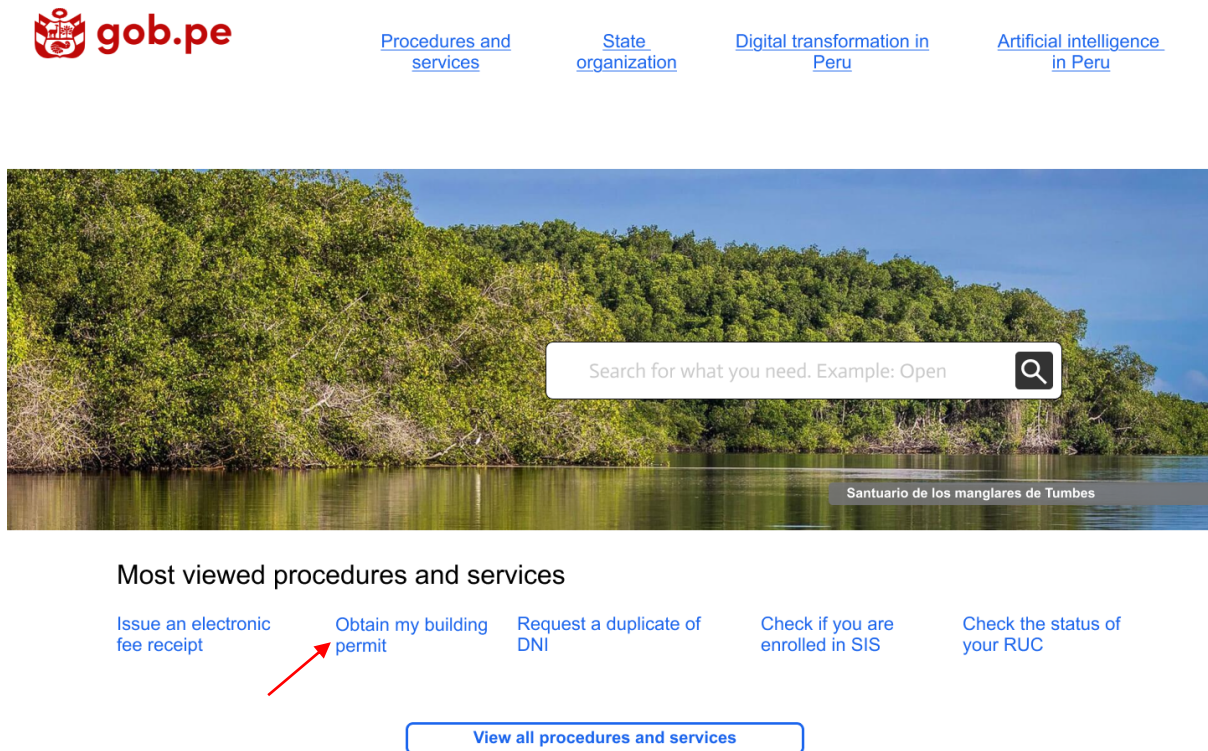 gob.pe
Procedures and
services
State
organization
Digital transformation in
Peru
Artificial intelligence
in Peru
Search for what you need. Example: Open
Santuario de los manglares de Tumbes
Most viewed procedures and services
Issue an electronic
fee receipt
Obtain my building
permit
Request a duplicate of
DNI
Check if you are
enrolled in SIS
Check the status of
your RUC
View all procedures and services